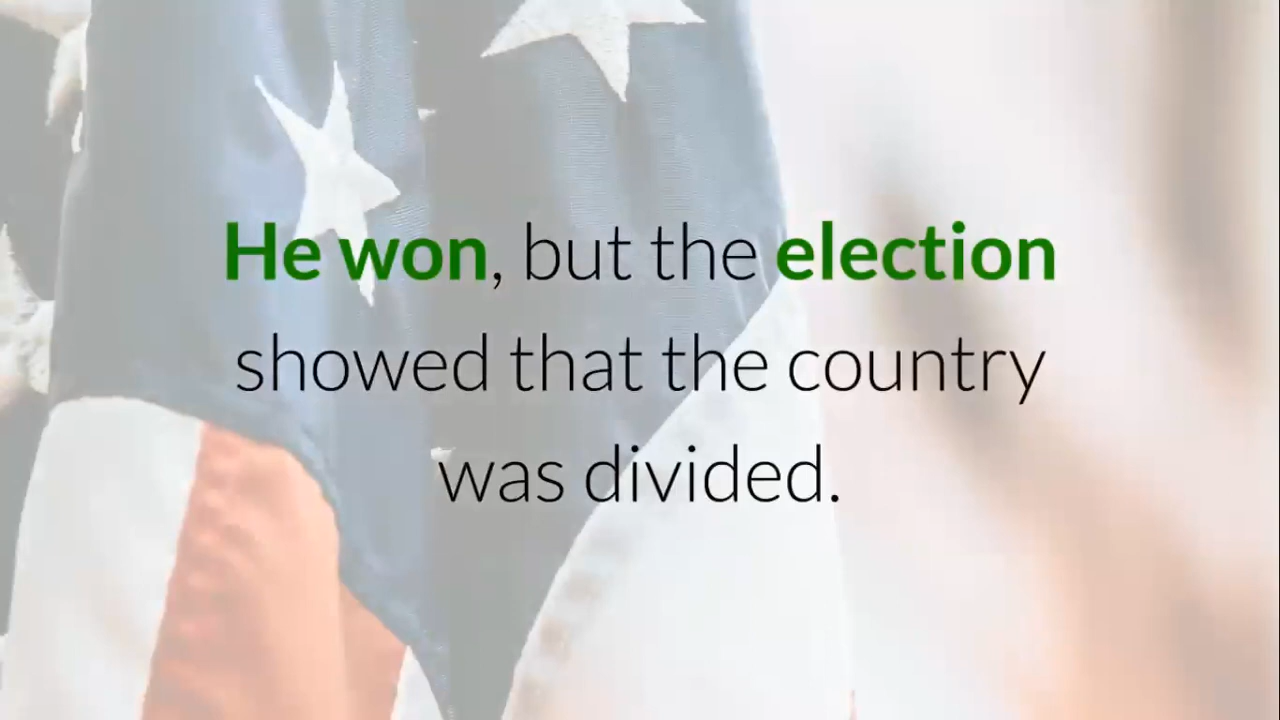 He won, but the election
showed that the country
was divided.